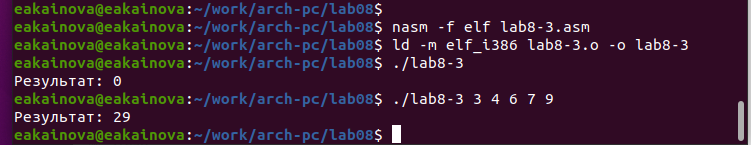 eakainova@eakainova:~/work/arch-pc/lab08$
eakainova@eakainova:~/work/arch-pc/lab08$ nasm -f elf lab8-3.asm
eakainova@eakainova:~/work/arch-pc/lab08$ ld -m elf_i386 lab8-3.o -o lab8-3
eakainova@eakainova:~/work/arch-pc/lab08$ ./lab8-3
Результат: 0
eakainova@eakainova:~/work/arch-pc/lab08$ ./lab8-3 3 4 6 7 9
Результат: 29
eakainova@eakainova:~/work/arch-pc/lab08$